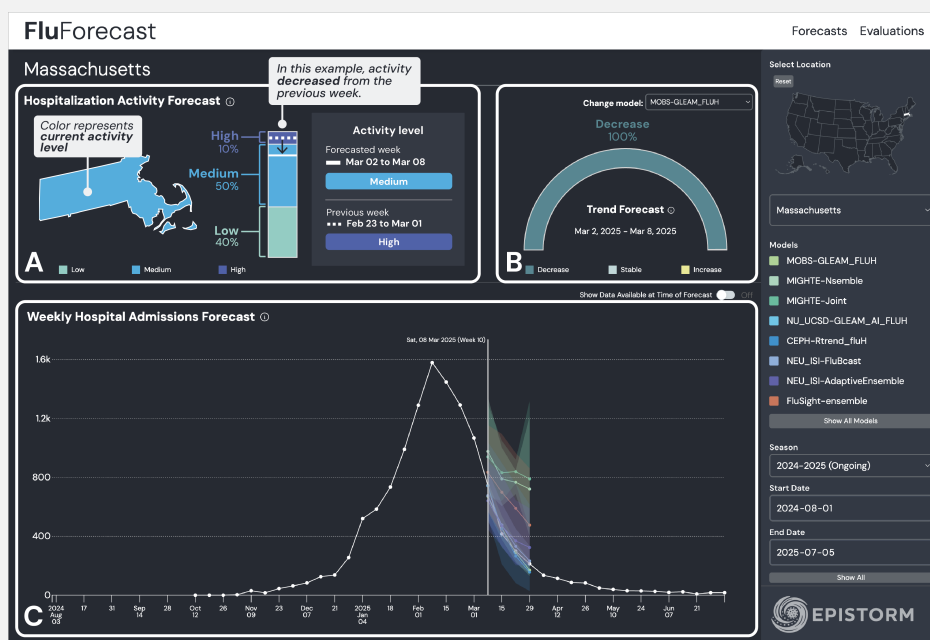 FluForecast
Forecasts Evaluations
Massachusetts
In this example, activity
decreased from the
previous week.
Hospitalization Activity Forecast
Color represents
current activity
level
High
10%
Medium
50%
Low
40%
Activity level
Forecasted week
Mar 02 to Mar 08
Medium
Previous week
Feb 23 to Mar 01
High
A
Low Medium High
Change model: MOBS-GLEAM_FLUH
Decrease
100%
Trend Forecast
Mar 2, 2025 - Mar 8, 2025
B
Decrease Stable Increase
Show Data Available at Time of Forecast Off
Weekly Hospital Admissions Forecast
Sat, 08 Mar 2025 (Week 10)
1.6k
1.2k
800
400
0
2024 Aug 03
17
31
Sep 14
28
Oct 12
26
Nov 09
23
Dec 07
21
2025 Jan 04
18
Feb 01
15
Mar 01
15
29
Apr 12
26
May 10
24
Jun 07
21
C
Select Location
Reset
Massachusetts
Models
MOBS-GLEAM_FLUH
MIGHTE-Nsemble
MIGHTE-Joint
NU_UCSD-GLEAM_AI_FLUH
CEPH-Rtrend_fluH
NEU_ISI-FluBcast
NEU_ISI-AdaptiveEnsemble
FluSight-ensemble
Show All Models
Season
2024-2025 (Ongoing)
Start Date
2024-08-01
End Date
2025-07-05
Show All
EPISTORM